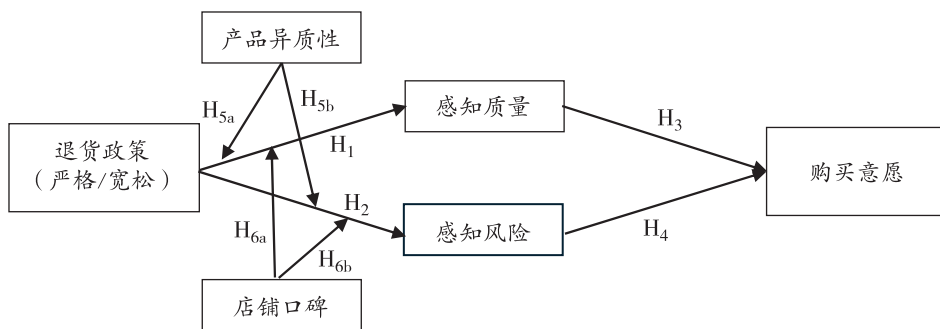 产品异质性
H5a
H5b
感知质量
H3
退货政策
（严格/宽松）
H1
购买意愿
H2
H6a
感知风险
H4
H6b
店铺口碑